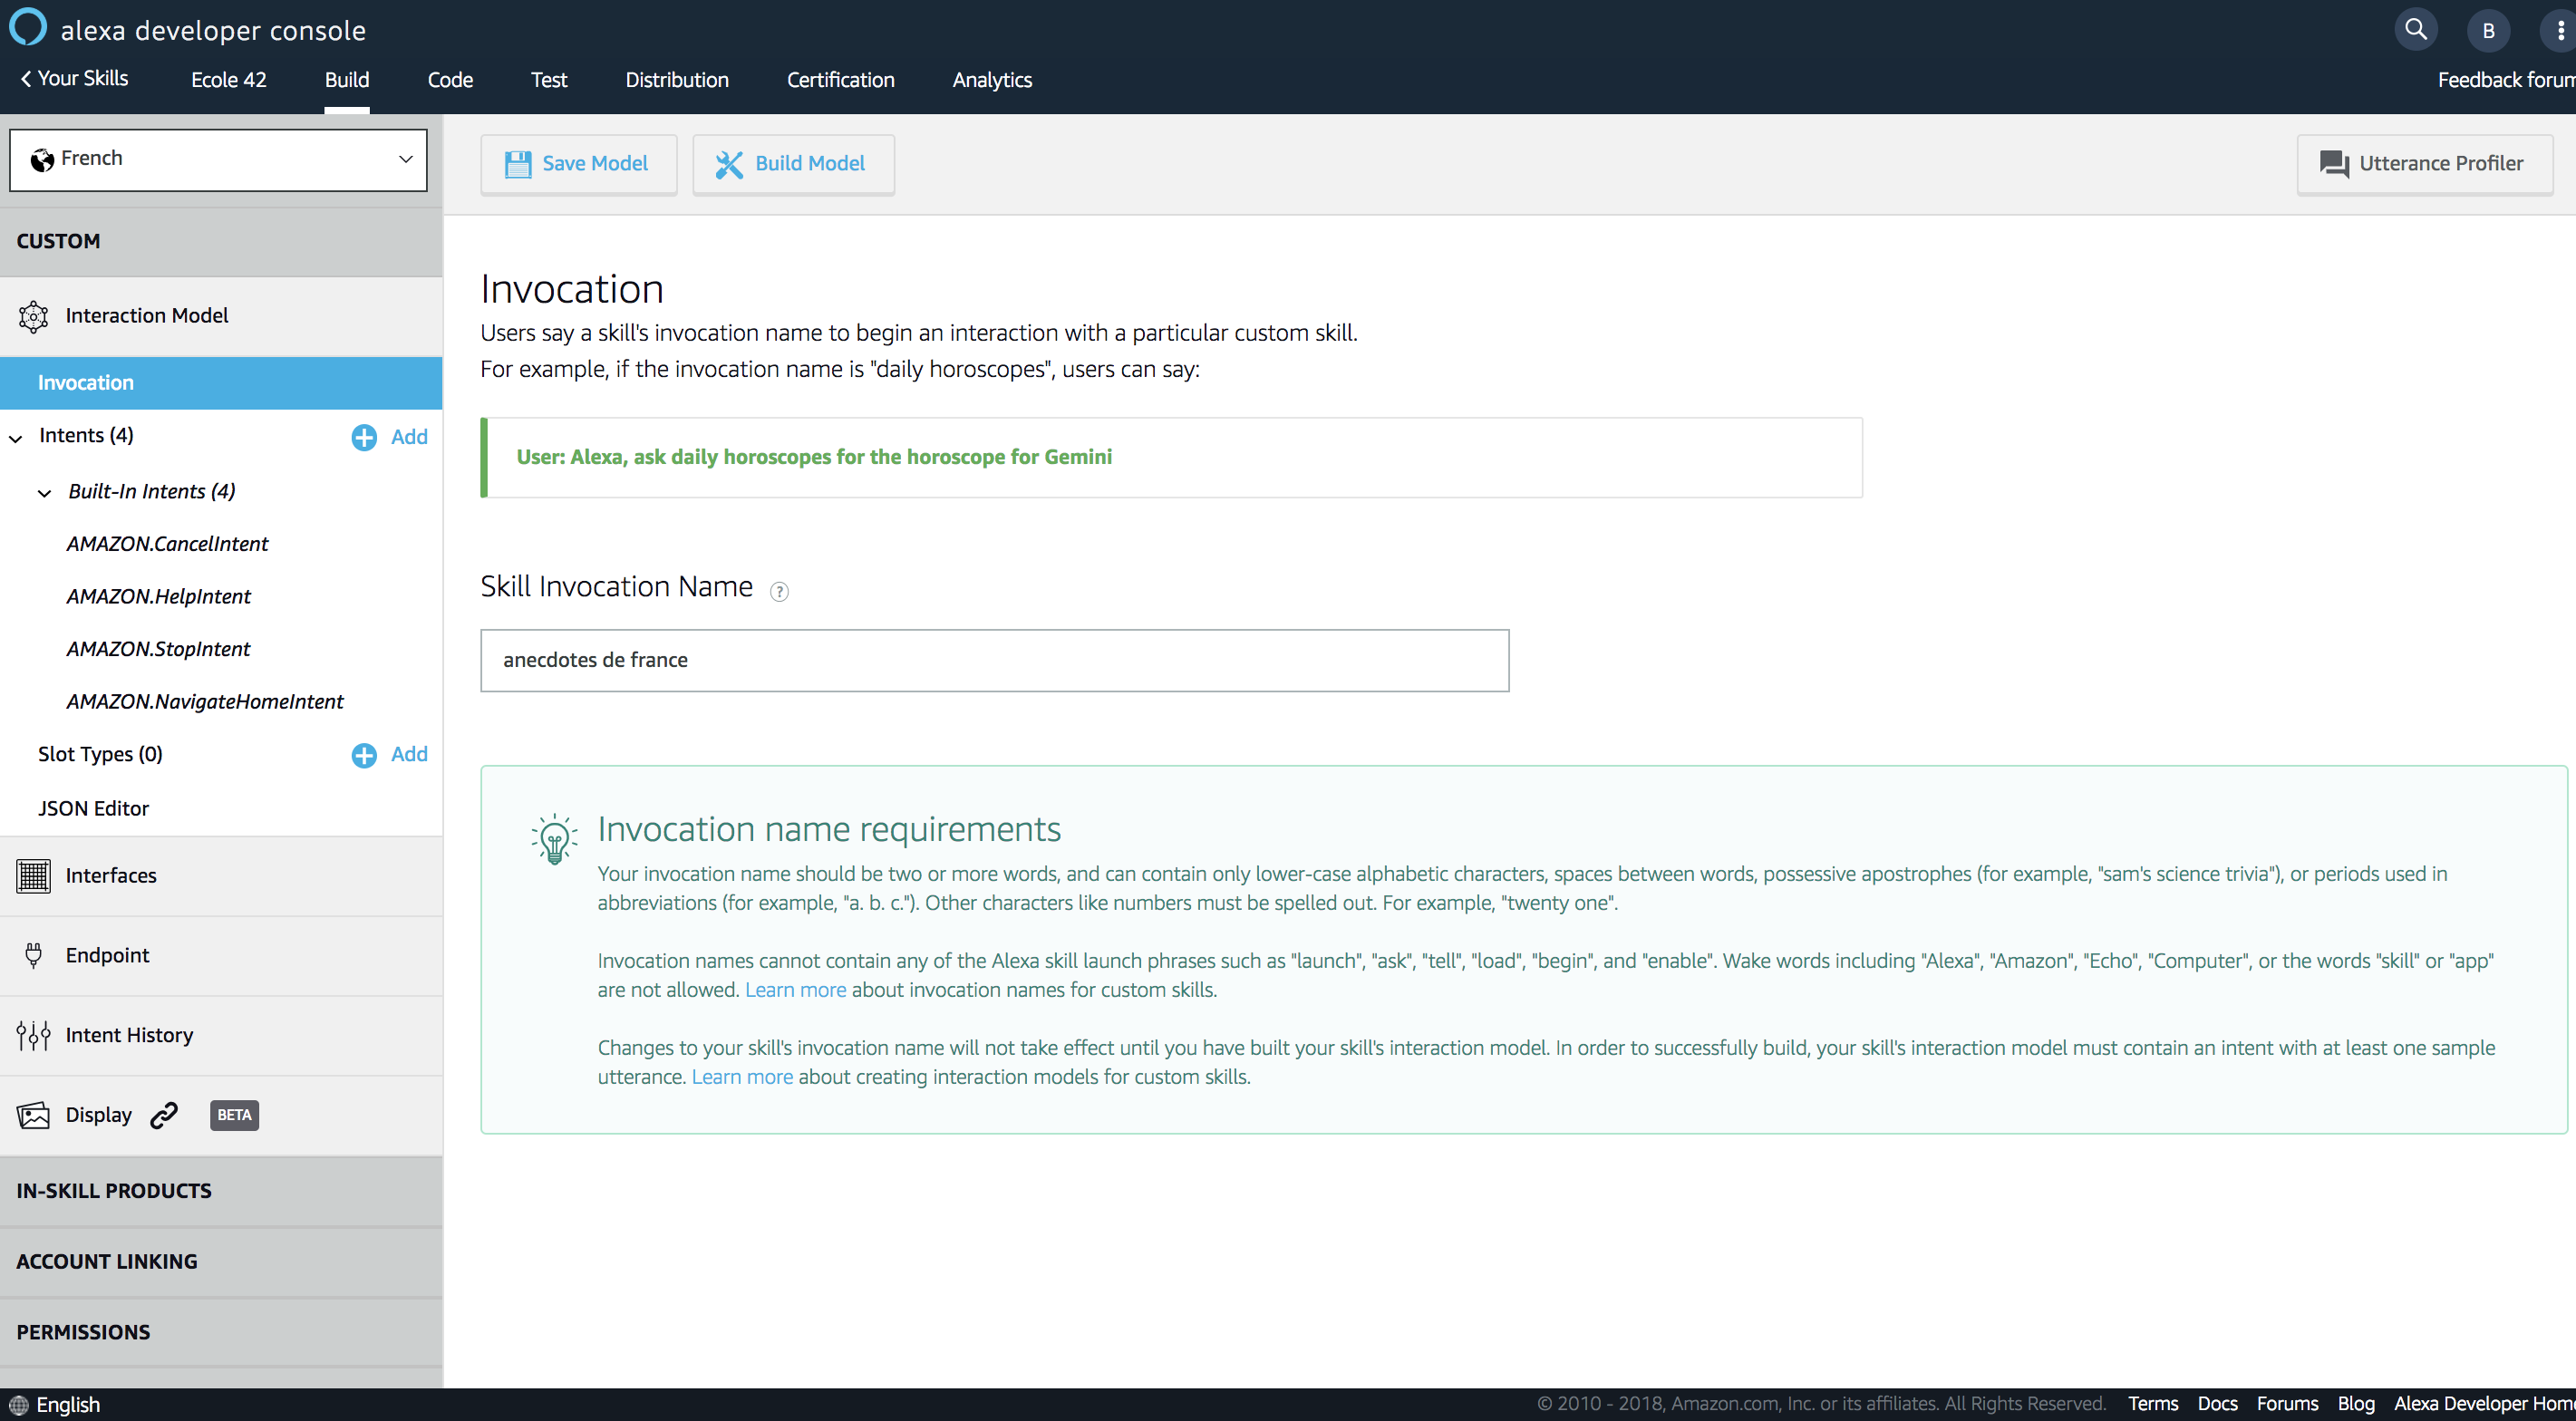 alexa developer console
B
Your Skills
Ecole 42
Build
Code
Test
Distribution
Certification
Analytics
Feedback forum
French
Save Model
Build Model
Utterance Profiler
CUSTOM
Interaction Model
Invocation
Intents (4)
Add
Built-In Intents (4)
AMAZON.CancelIntent
AMAZON.HelpIntent
AMAZON.StopIntent
AMAZON.NavigateHomeIntent
Slot Types (0)
Add
JSON Editor
Interfaces
Endpoint
Intent History
Display
BETA
IN-SKILL PRODUCTS
ACCOUNT LINKING
PERMISSIONS
Invocation
Users say a skill's invocation name to begin an interaction with a particular custom skill.
For example, if the invocation name is "daily horoscopes", users can say:
User: Alexa, ask daily horoscopes for the horoscope for Gemini
Skill Invocation Name ?
anecdotes de france
Invocation name requirements
Your invocation name should be two or more words, and can contain only lower-case alphabetic characters, spaces between words, possessive apostrophes (for example, "sam's science trivia"), or periods used in
abbreviations (for example, "a. b. c."). Other characters like numbers must be spelled out. For example, "twenty one".
Invocation names cannot contain any of the Alexa skill launch phrases such as "launch", "ask", "tell", "load", "begin", and "enable". Wake words including "Alexa", "Amazon", "Echo", "Computer", or the words "skill" or "app"
are not allowed. Learn more about invocation names for custom skills.
Changes to your skill's invocation name will not take effect until you have built your skill's interaction model. In order to successfully build, your skill's interaction model must contain an intent with at least one sample
utterance. Learn more about creating interaction models for custom skills.
English
© 2010 - 2018, Amazon.com, Inc. or its affiliates. All Rights Reserved.
Terms
Docs
Forums
Blog
Alexa Developer Home